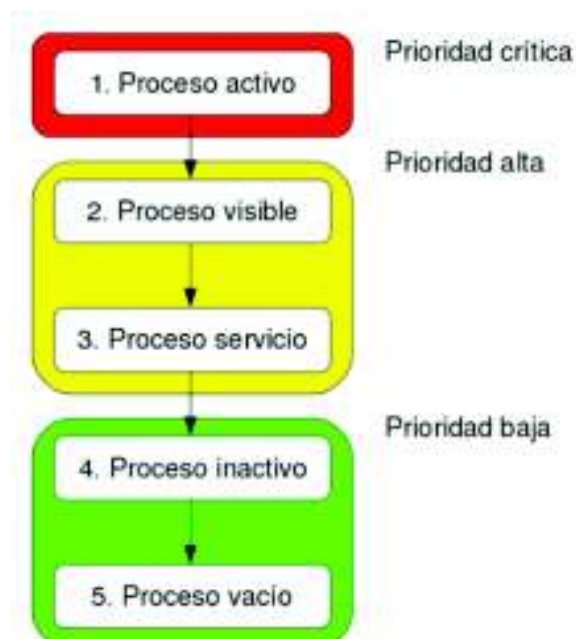 Prioridad crítica
1. Proceso activo
Prioridad alta
2. Proceso visible
3. Proceso servicio
Prioridad baja
4. Proceso inactivo
5. Proceso vacío